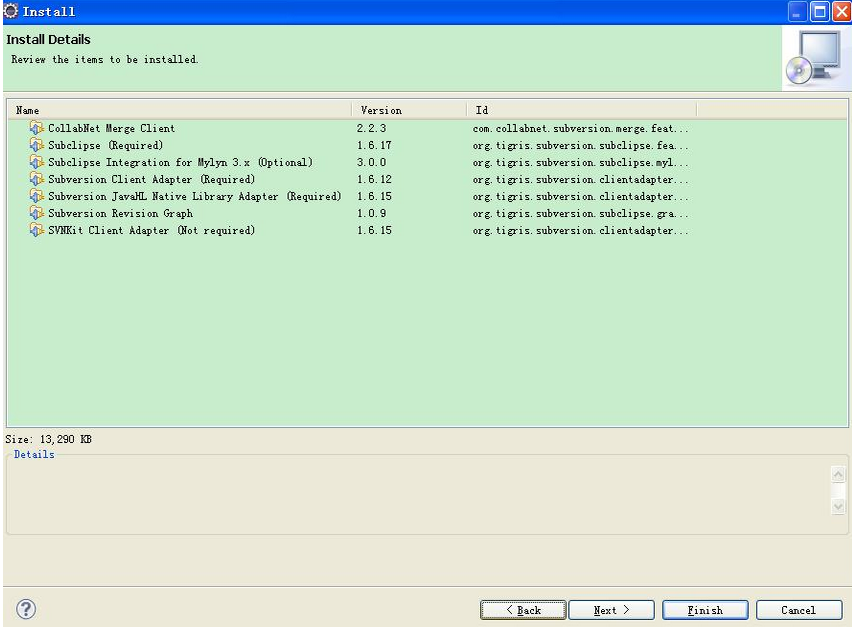 Install
Install Details
Review the items to be installed.
Name Version Id
CollabNet Merge Client 2.2.3 com.collabnet.subversion.merge.feat...
Subclipse (Required) 1.6.17 org.tigris.subversion.subclipse.fea...
Subclipse Integration for Mylyn 3.x (Optional) 3.0.0 org.tigris.subversion.subclipse.myl...
Subversion Client Adapter (Required) 1.6.12 org.tigris.subversion.clientadapter...
Subversion JavaHL Native Library Adapter (Required) 1.6.15 org.tigris.subversion.clientadapter...
Subversion Revision Graph 1.0.9 org.tigris.subversion.subclipse.gra...
SVNKit Client Adapter (Not required) 1.6.15 org.tigris.subversion.clientadapter...
Size: 13,290 KB
Details
? < Back Next > Finish Cancel